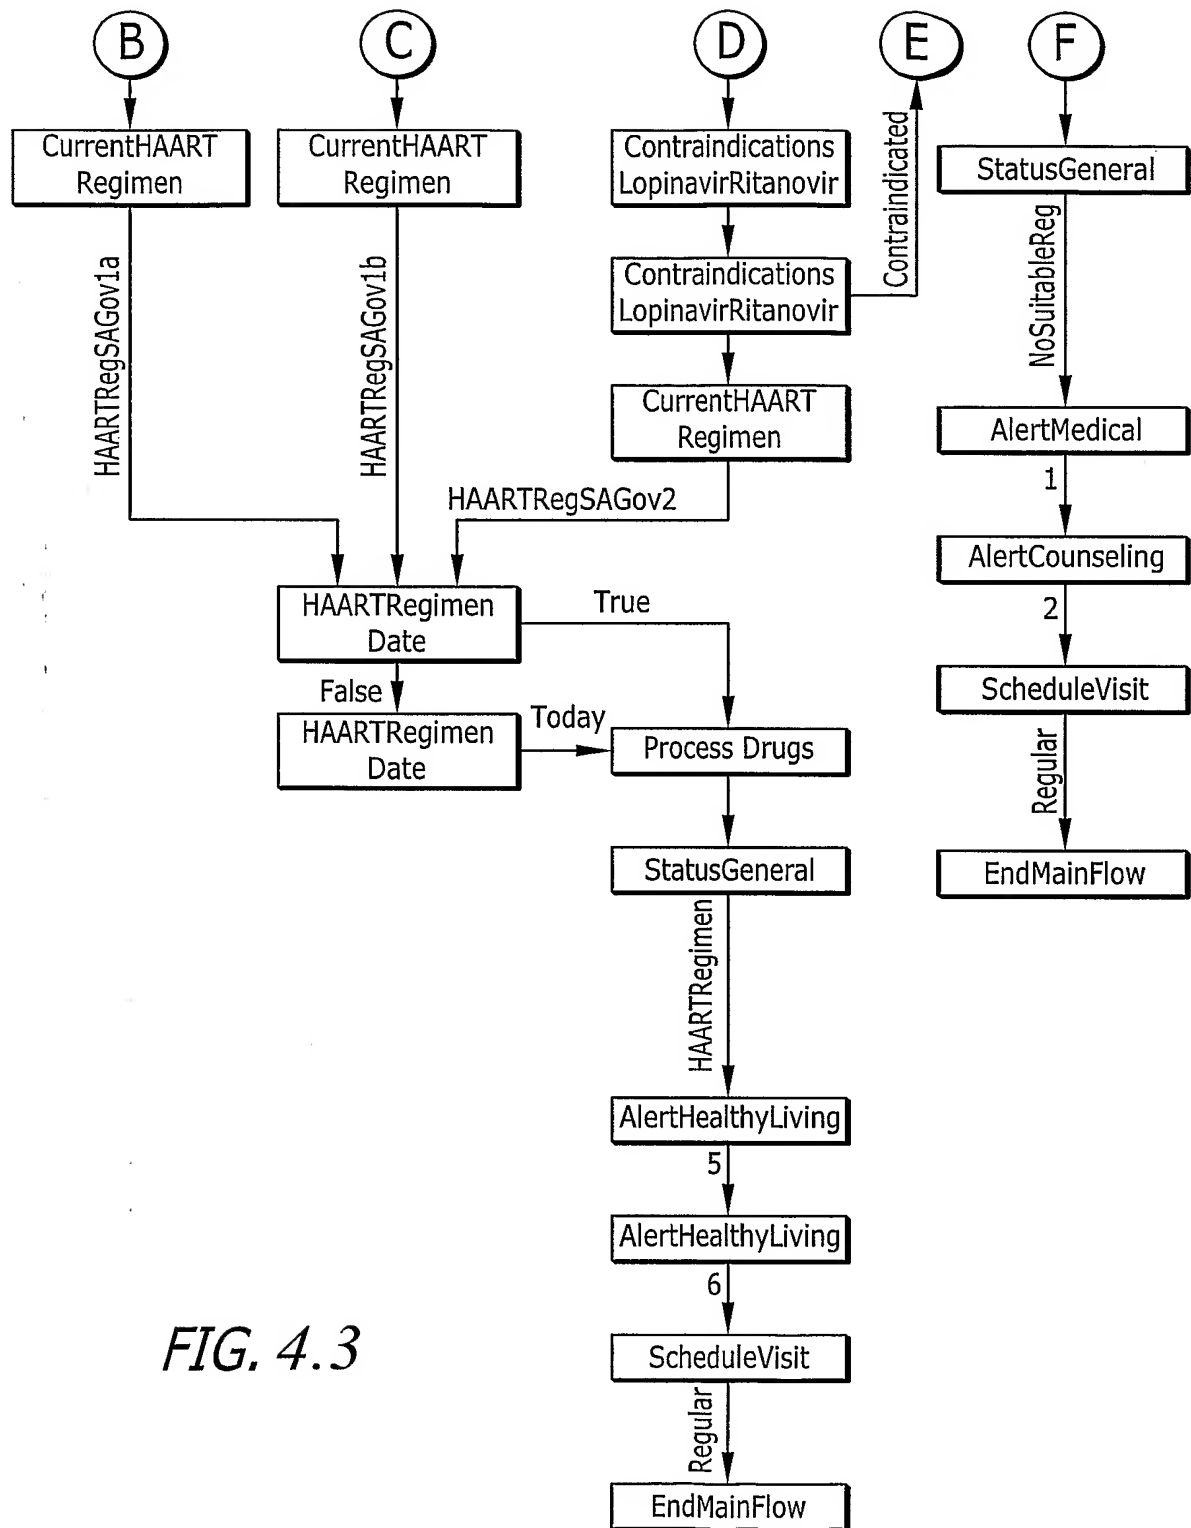 B
C
D
E
F
CurrentHAART
Regimen
CurrentHAART
Regimen
Contraindications
LopinavirRitanovir
Contraindicated
StatusGeneral
HAARTRegSAGov1a
HAARTRegSAGov1b
Contraindications
LopinavirRitanovir
NoSuitableReg
CurrentHAART
Regimen
AlertMedical
1
HAARTRegSAGov2
AlertCounseling
2
HAARTRegimen
Date
True
False
ScheduleVisit
HAARTRegimen
Date
Today
Process Drugs
Regular
StatusGeneral
EndMainFlow
HAARTRegimen
AlertHealthyLiving
5
AlertHealthyLiving
6
ScheduleVisit
Regular
EndMainFlow
FIG. 4.3